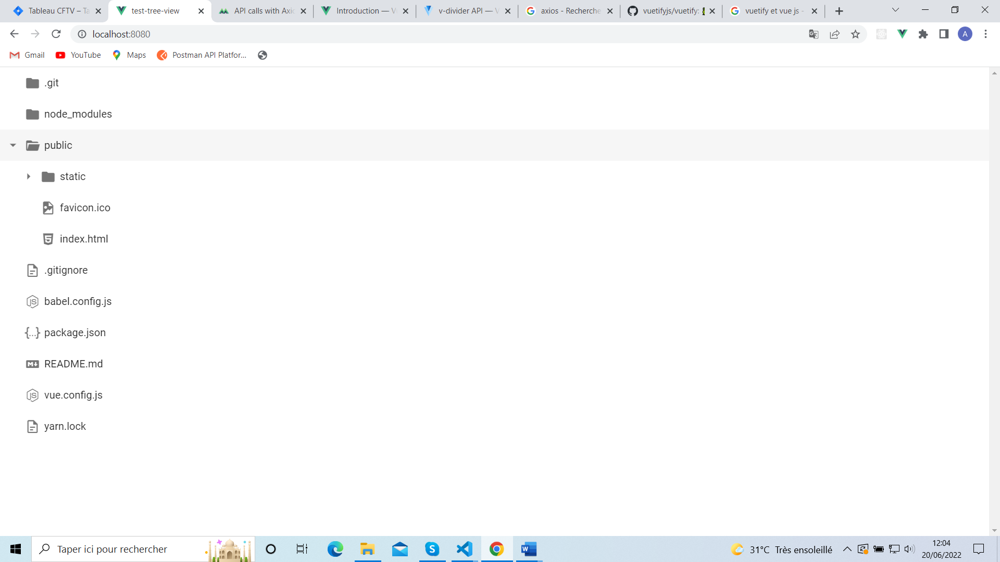 Tableau CFTV – Ta
test-tree-view
API calls with Axio
Introduction — V
v-divider API — V
axios - Recherche
vuetifyjs/vuetify:
vuetify et vue js -
localhost:8080
A
Gmail
YouTube
Maps
Postman API Platfor...
.git
node_modules
public
static
favicon.ico
index.html
.gitignore
babel.config.js
package.json
README.md
vue.config.js
yarn.lock
Taper ici pour rechercher
31°C Très ensoleillé
12:04
20/06/2022